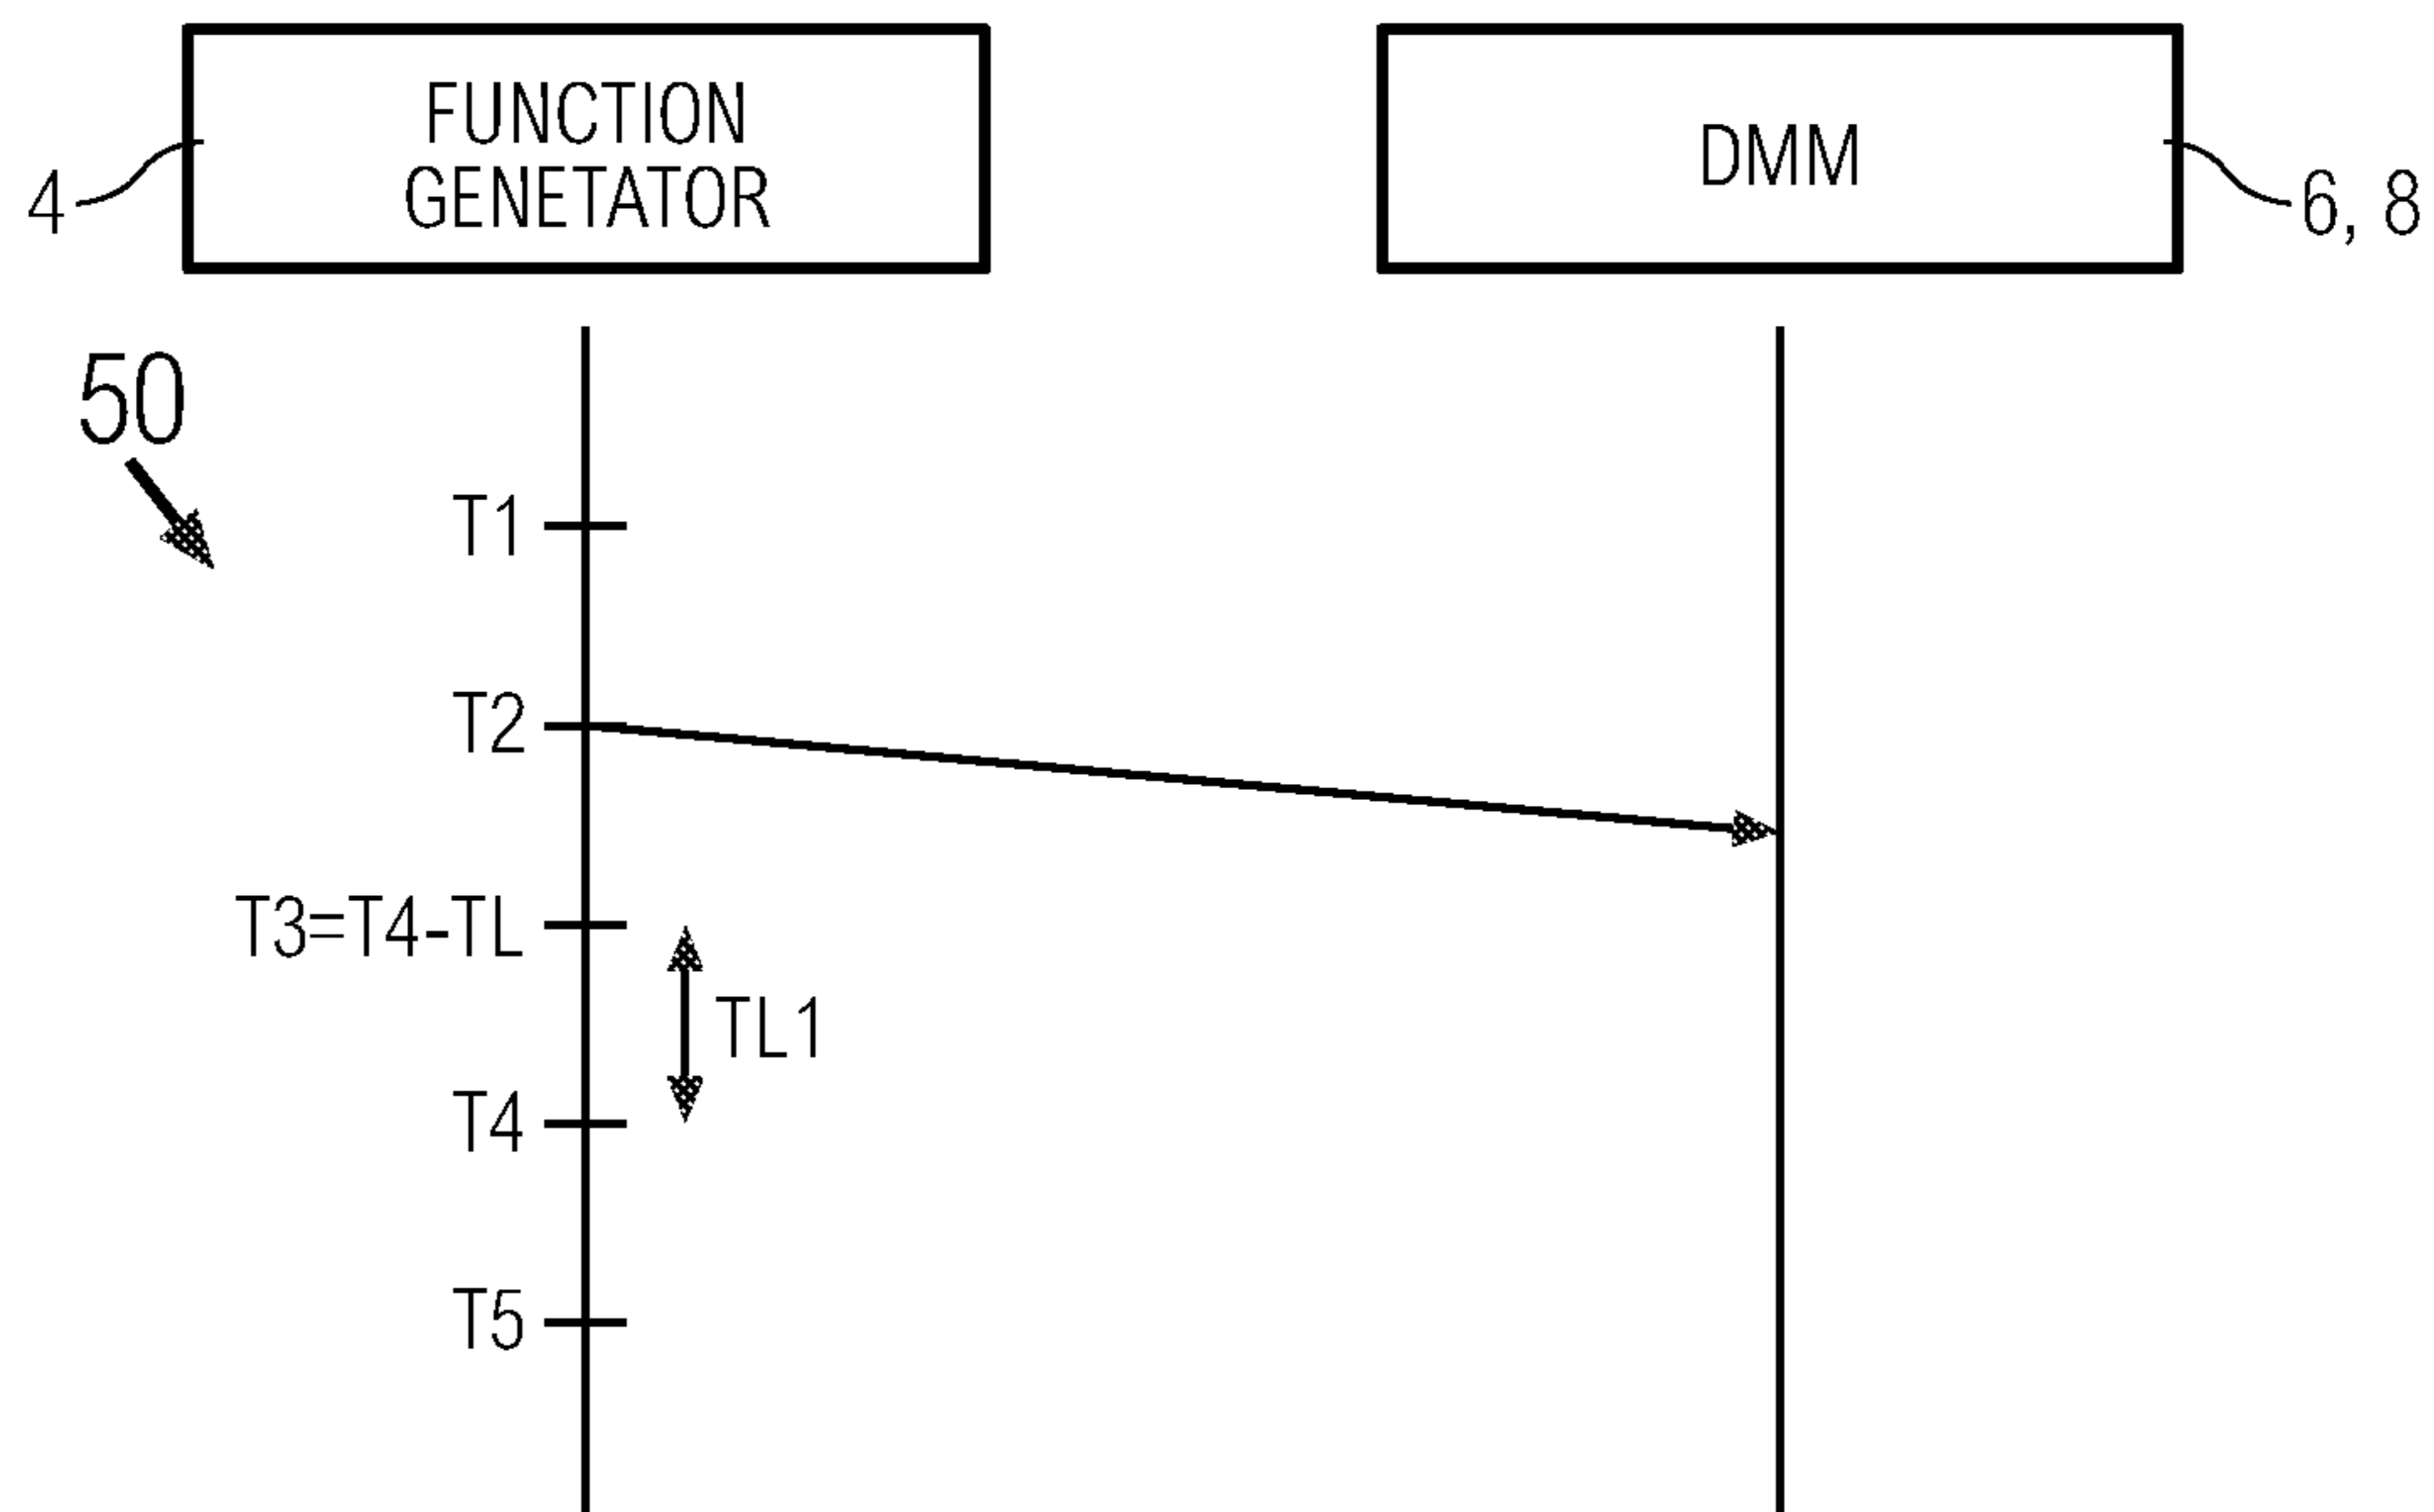 FUNCTION
GENETATOR
DMM
4
6, 8
50
T1
T2
T3=T4-TL
TL1
T4
T5